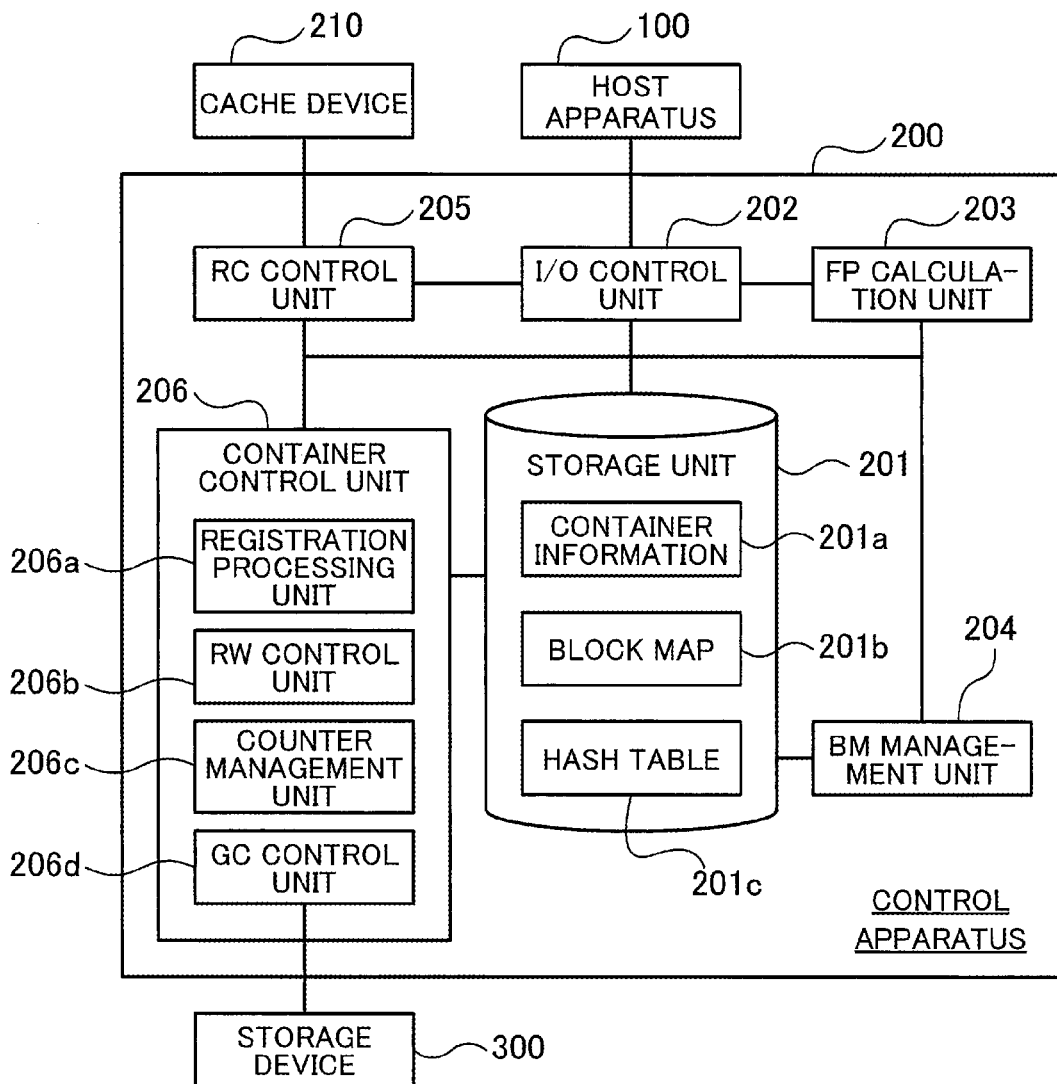 210
100
CACHE DEVICE
HOST
APPARATUS
200
205
202
203
RC CONTROL
UNIT
I/O CONTROL
UNIT
FP CALCULA-
TION UNIT
206
CONTAINER
CONTROL UNIT
STORAGE UNIT
201
206a
REGISTRATION
PROCESSING
UNIT
CONTAINER
INFORMATION
201a
206b
RW CONTROL
UNIT
BLOCK MAP
201b
204
206c
COUNTER
MANAGEMENT
UNIT
HASH TABLE
BM MANAGE-
MENT UNIT
206d
GC CONTROL
UNIT
201c
CONTROL
APPARATUS
STORAGE
DEVICE
300